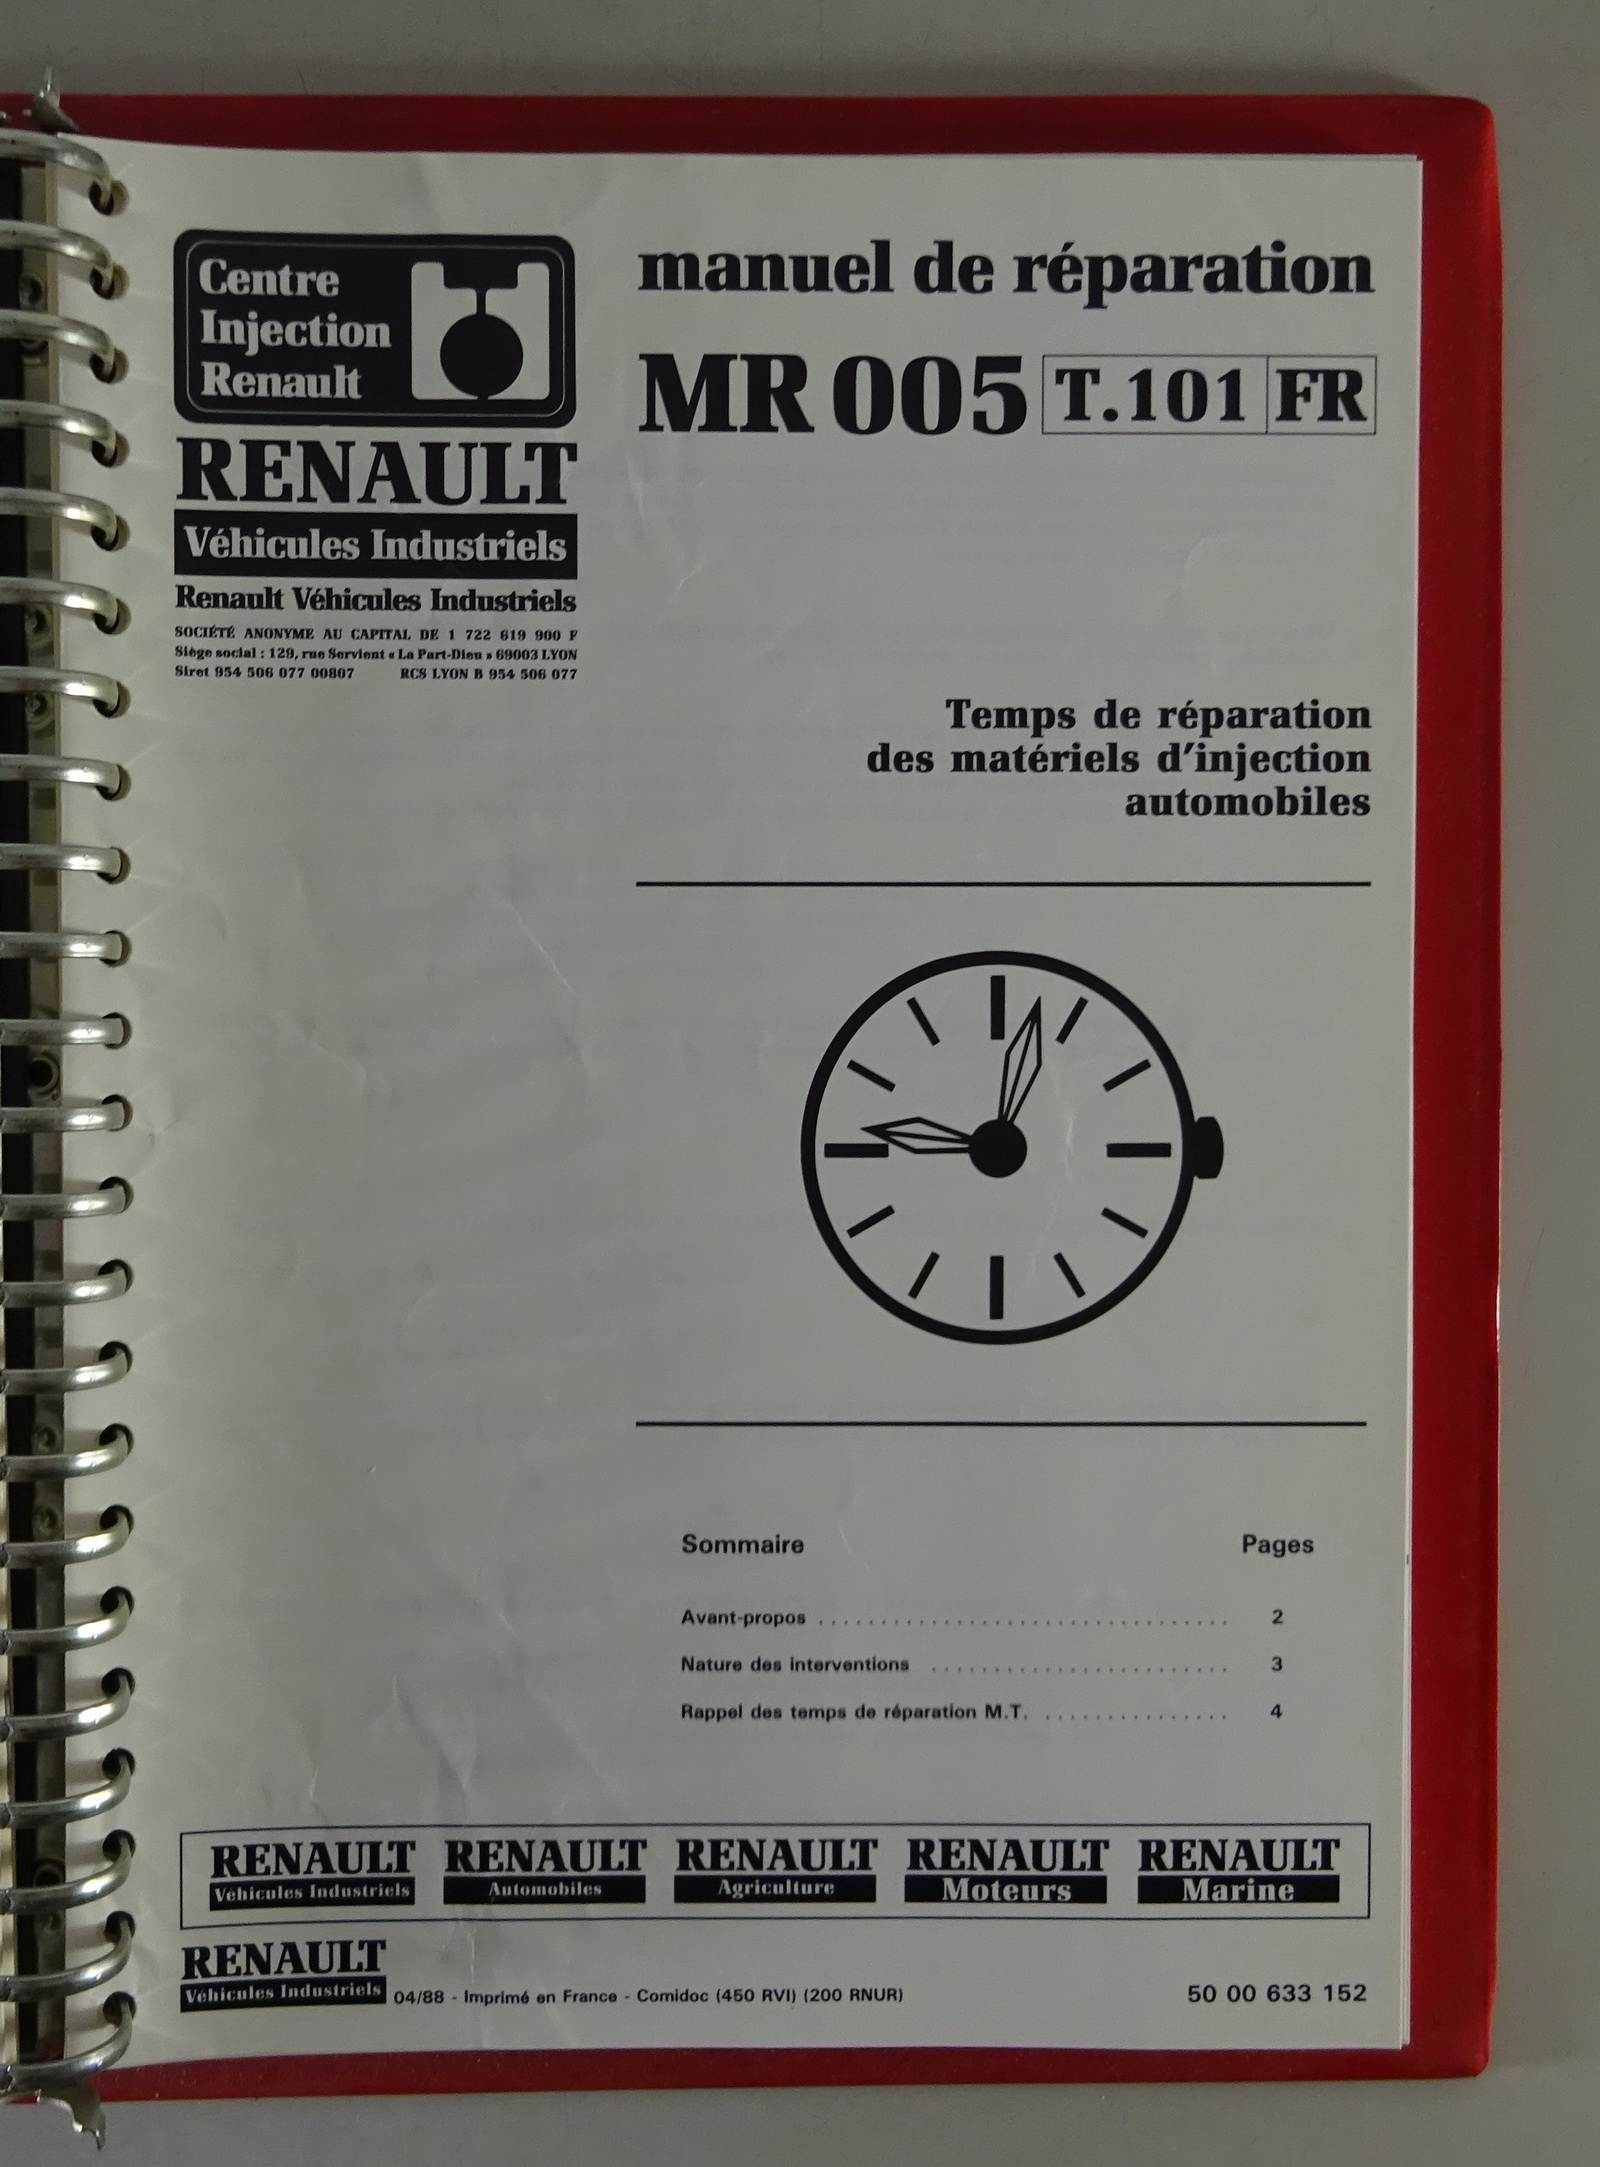 Centre
Injection
Renault
RENAULT
Véhicules Industriels
Renault Véhicules Industriels
SOCIÉTÉ ANONYME AU CAPITAL DE 1 722 619 900 F
Siège social : 129, rue Servient « La Part-Dieu » 69003 LYON
Siret 954 506 077 00807 RCS LYON B 954 506 077
manuel de réparation
MR 005 T.101 FR
Temps de réparation
des matériels d'injection
automobiles
Sommaire Pages
Avant-propos ................................. 2
Nature des interventions ........................ 3
Rappel des temps de réparation M.T. ............... 4
RENAULT RENAULT RENAULT RENAULT RENAULT
Véhicules Industriels Automobiles Agriculture Moteurs Marine
RENAULT
Véhicules Industriels 04/88 - Imprimé en France - Comidoc (450 RVI) (200 RNUR) 50 00 633 152